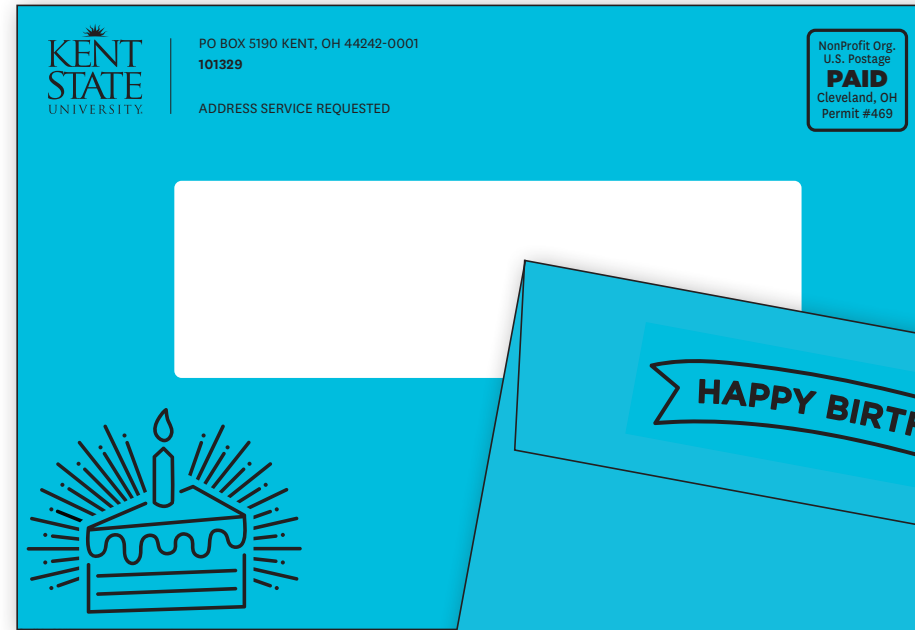 KENT
STATE
UNIVERSITY
PO BOX 5190 KENT, OH 44242-0001
101329
ADDRESS SERVICE REQUESTED
NonProfit Org.
U.S. Postage
PAID
Cleveland, OH
Permit #469
HAPPY